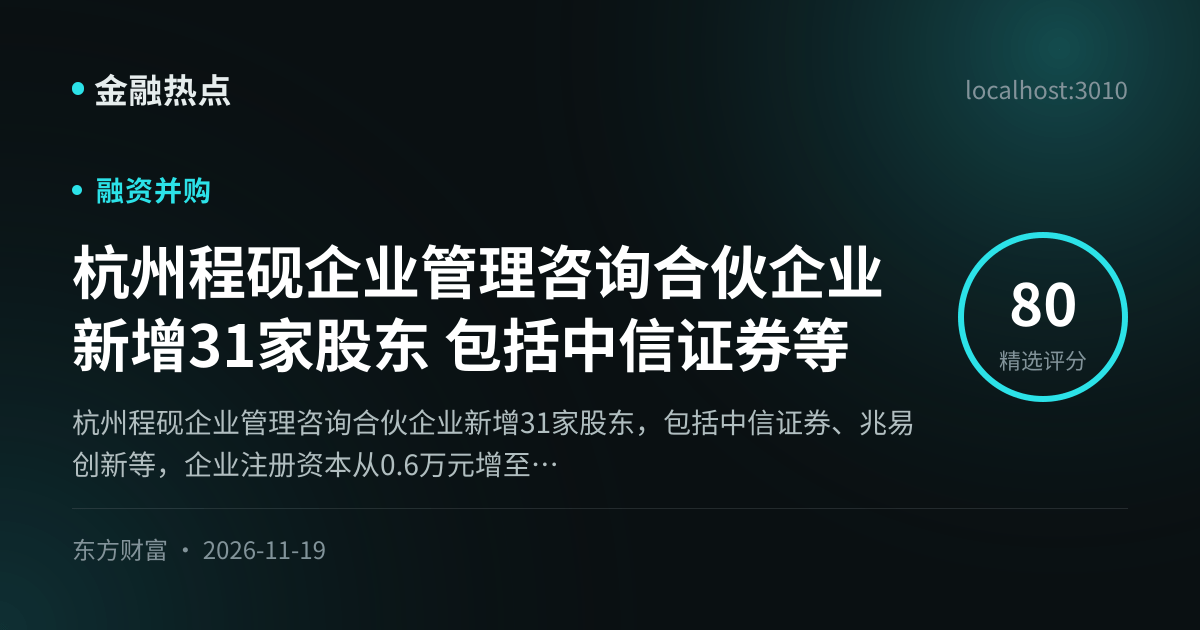 金融热点
localhost:3010
融资并购
杭州程砚企业管理咨询合伙企业
新增31家股东 包括中信证券等
80
精选评分
杭州程砚企业管理咨询合伙企业新增31家股东，包括中信证券、兆易
创新等，企业注册资本从0.6万元增至…
东方财富 · 2026-11-19